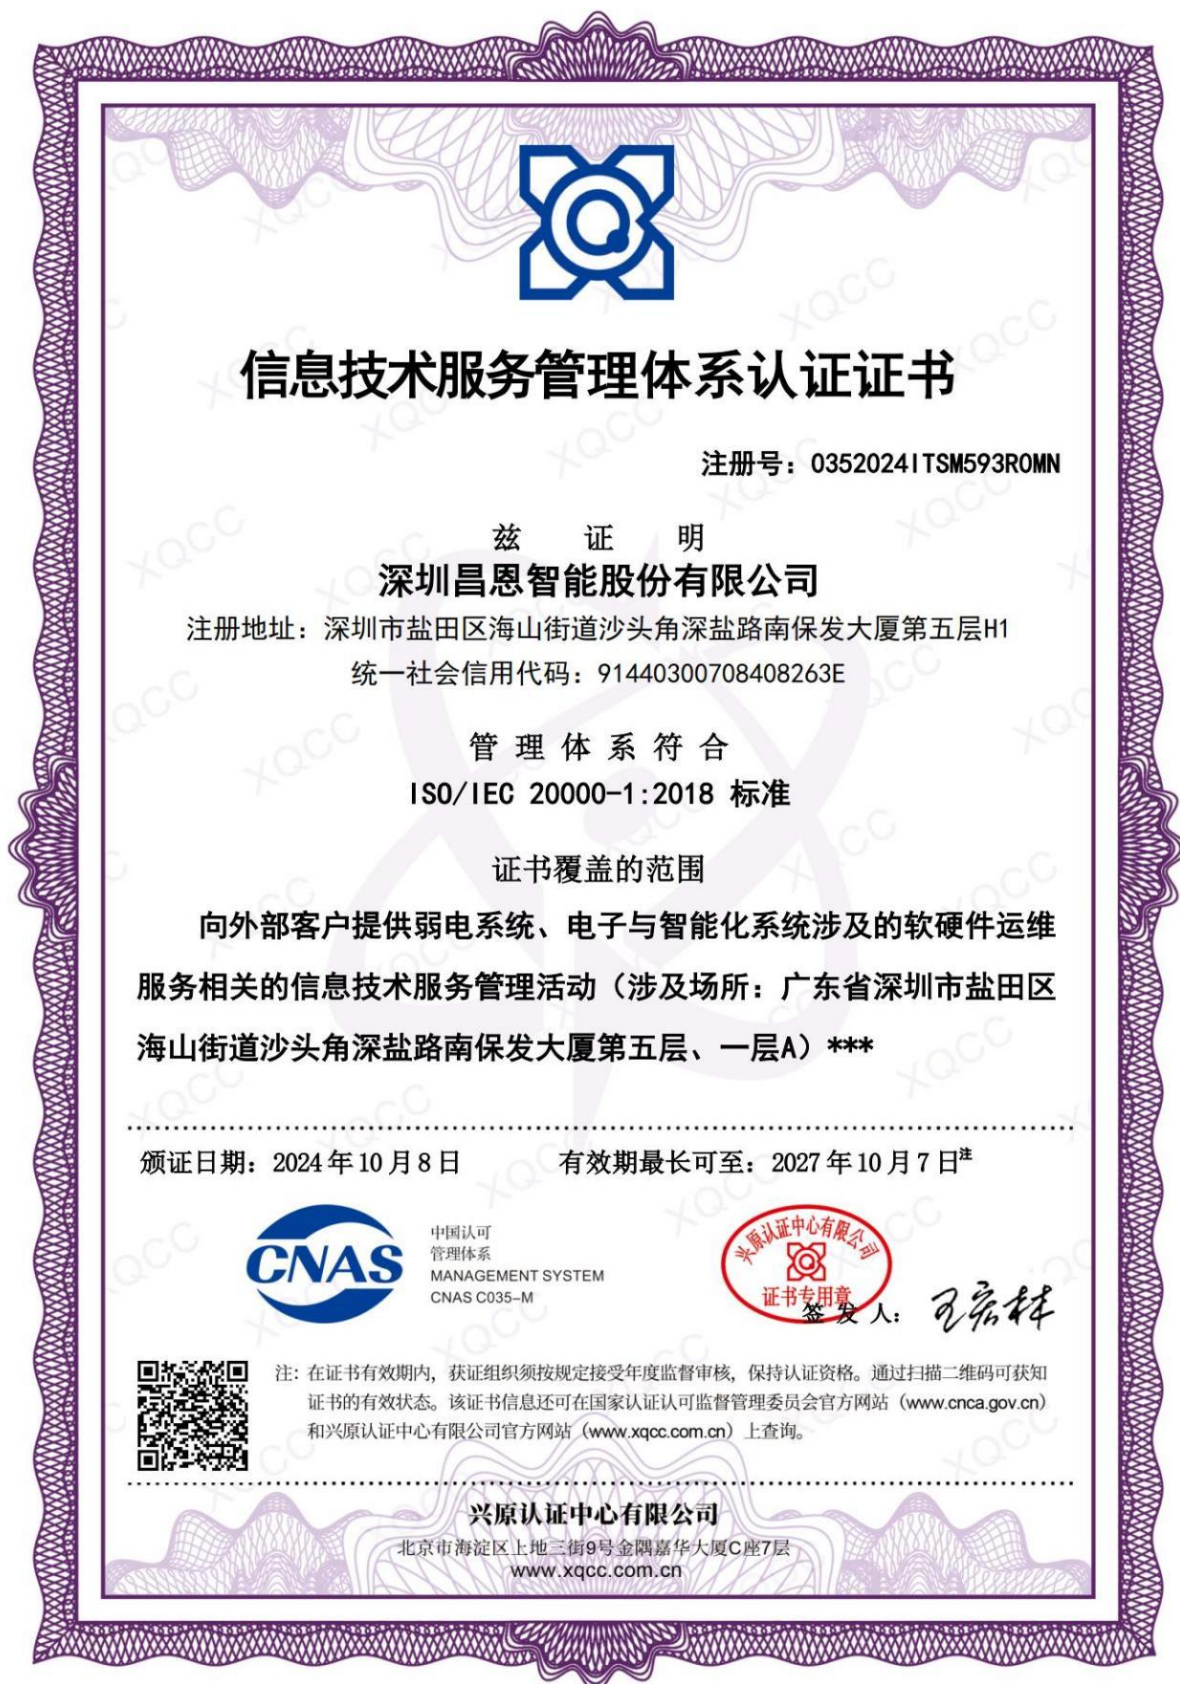 信息技术服务管理体系认证证书
注册号：0352024ITSM593R0MN
兹 证 明
深圳昌恩智能股份有限公司
注册地址：深圳市盐田区海山街道沙头角深盐路南保发大厦第五层H1
统一社会信用代码：91440300708408263E
管 理 体 系 符 合
ISO/IEC 20000-1:2018 标准
证书覆盖的范围
向外部客户提供弱电系统、电子与智能化系统涉及的软硬件运维
服务相关的信息技术服务管理活动（涉及场所：广东省深圳市盐田区
海山街道沙头角深盐路南保发大厦第五层、一层A）***
颁证日期：2024年10月8日 有效期最长可至：2027年10月7日注
CNAS
中国认可
管理体系
MANAGEMENT SYSTEM
CNAS C035-M
兴原认证中心有限公司
证书专用章
签 发 人：王宏林
注：在证书有效期内，获证组织须按规定接受年度监督审核，保持认证资格。通过扫描二维码可获知
证书的有效状态。该证书信息还可在国家认证认可监督管理委员会官方网站（www.cnca.gov.cn）
和兴原认证中心有限公司官方网站（www.xqcc.com.cn）上查询。
兴原认证中心有限公司
北京市海淀区上地三街9号金隅嘉华大厦C座7层
www.xqcc.com.cn